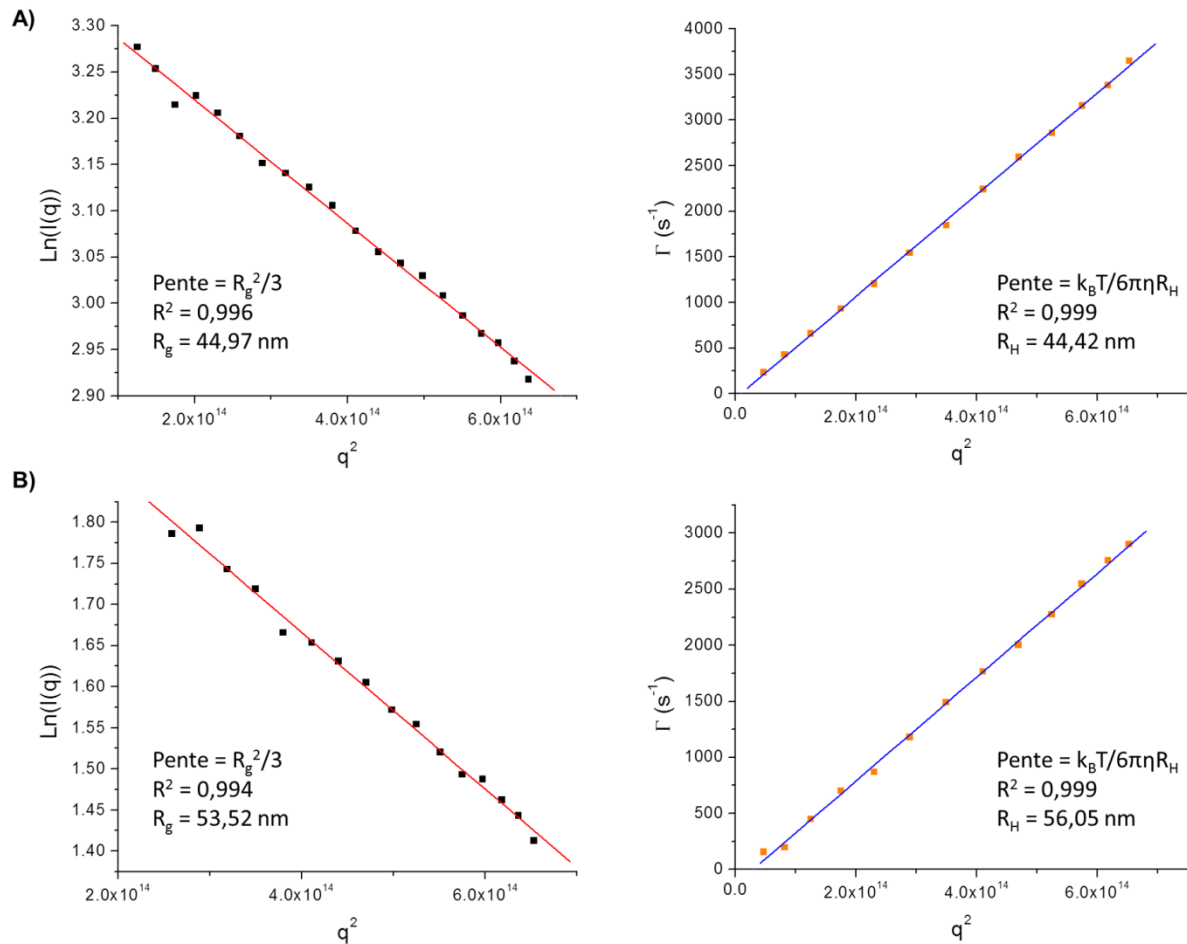 A)
3.30
3.25
3.20
3.15
3.10
3.05
3.00
2.95
2.90
Ln(I(q))
Pente = Rg²/3
R² = 0,996
Rg = 44,97 nm
2.0x10¹⁴
4.0x10¹⁴
6.0x10¹⁴
q²
4000
3500
3000
2500
2000
1500
1000
500
0
Γ (s⁻¹)
Pente = kBT/6πηRH
R² = 0,999
RH = 44,42 nm
0.0
2.0x10¹⁴
4.0x10¹⁴
6.0x10¹⁴
q²
B)
1.80
1.75
1.70
1.65
1.60
1.55
1.50
1.45
1.40
Ln(I(q))
Pente = Rg²/3
R² = 0,994
Rg = 53,52 nm
2.0x10¹⁴
4.0x10¹⁴
6.0x10¹⁴
q²
3000
2500
2000
1500
1000
500
0
Γ (s⁻¹)
Pente = kBT/6πηRH
R² = 0,999
RH = 56,05 nm
0.0
2.0x10¹⁴
4.0x10¹⁴
6.0x10¹⁴
q²